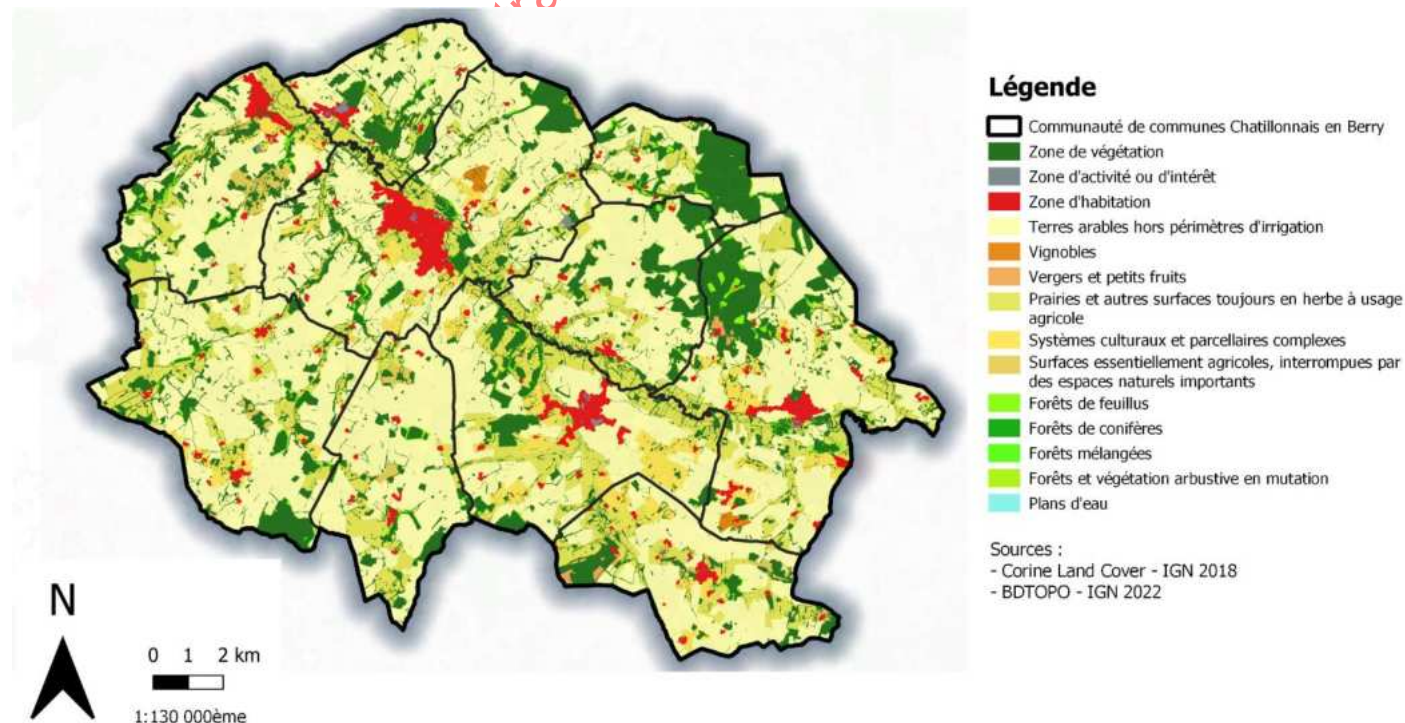 Légende
Communauté de communes Chatillonnais en Berry
Zone de végétation
Zone d'activité ou d'intérêt
Zone d'habitation
Terres arables hors périmètres d'irrigation
Vignobles
Vergers et petits fruits
Prairies et autres surfaces toujours en herbe à usage
agricole
Systèmes culturaux et parcellaires complexes
Surfaces essentiellement agricoles, interrompues par
des espaces naturels importants
Forêts de feuillus
Forêts de conifères
Forêts mélangées
Forêts et végétation arbustive en mutation
Plans d'eau
Sources :
- Corine Land Cover - IGN 2018
- BDTOPO - IGN 2022
N
0 1 2 km
1:130 000ème